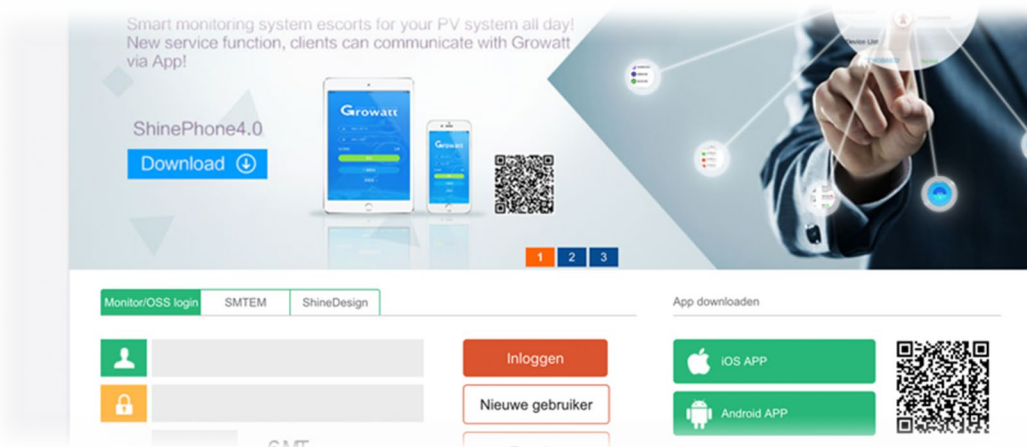 Smart monitoring system escorts for your PV system all day!
New service function, clients can communicate with Growatt
via App!
ShinePhone4.0
Download
Growatt
Growatt
Device List
1 2 3
Monitor/OSS login SMTEM ShineDesign
App downloaden
Inloggen
iOS APP
Nieuwe gebruiker
Android APP